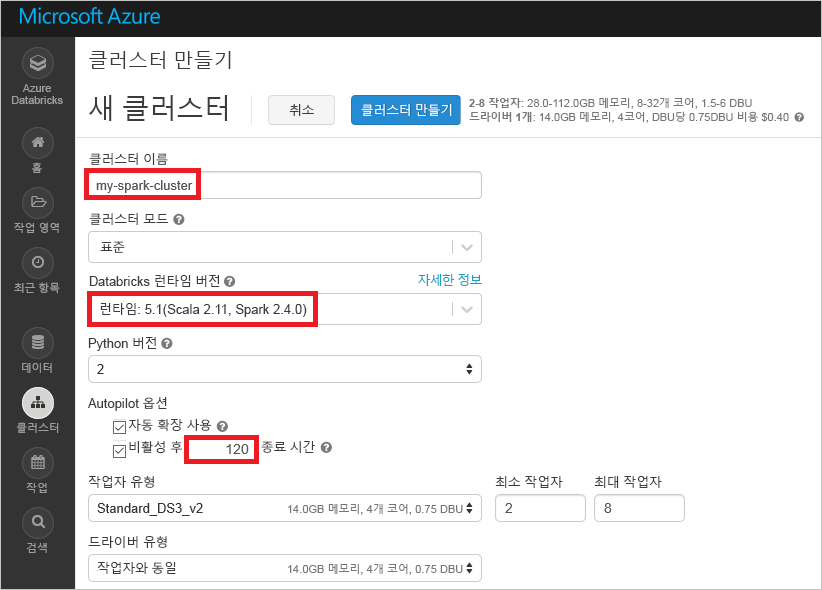 Microsoft Azure
Azure
Databricks
홈
작업 영역
최근 항목
데이터
클러스터
작업
검색
클러스터 만들기
새 클러스터
취소
클러스터 만들기
2-8 작업자: 28.0-112.0GB 메모리, 8-32개 코어, 1.5-6 DBU
드라이버 1개: 14.0GB 메모리, 4코어, DBU당 0.75DBU 비용 $0.40 ?
클러스터 이름
my-spark-cluster
클러스터 모드 ?
표준
Databricks 런타임 버전 ? 자세한 정보
런타임: 5.1(Scala 2.11, Spark 2.4.0)
Python 버전 ?
2
Autopilot 옵션
자동 확장 사용 ?
비활성 후 120 종료 시간 ?
작업자 유형 최소 작업자 최대 작업자
Standard_DS3_v2 14.0GB 메모리, 4개 코어, 0.75 DBU 2 8
드라이버 유형
작업자와 동일 14.0GB 메모리, 4개 코어, 0.75 DBU